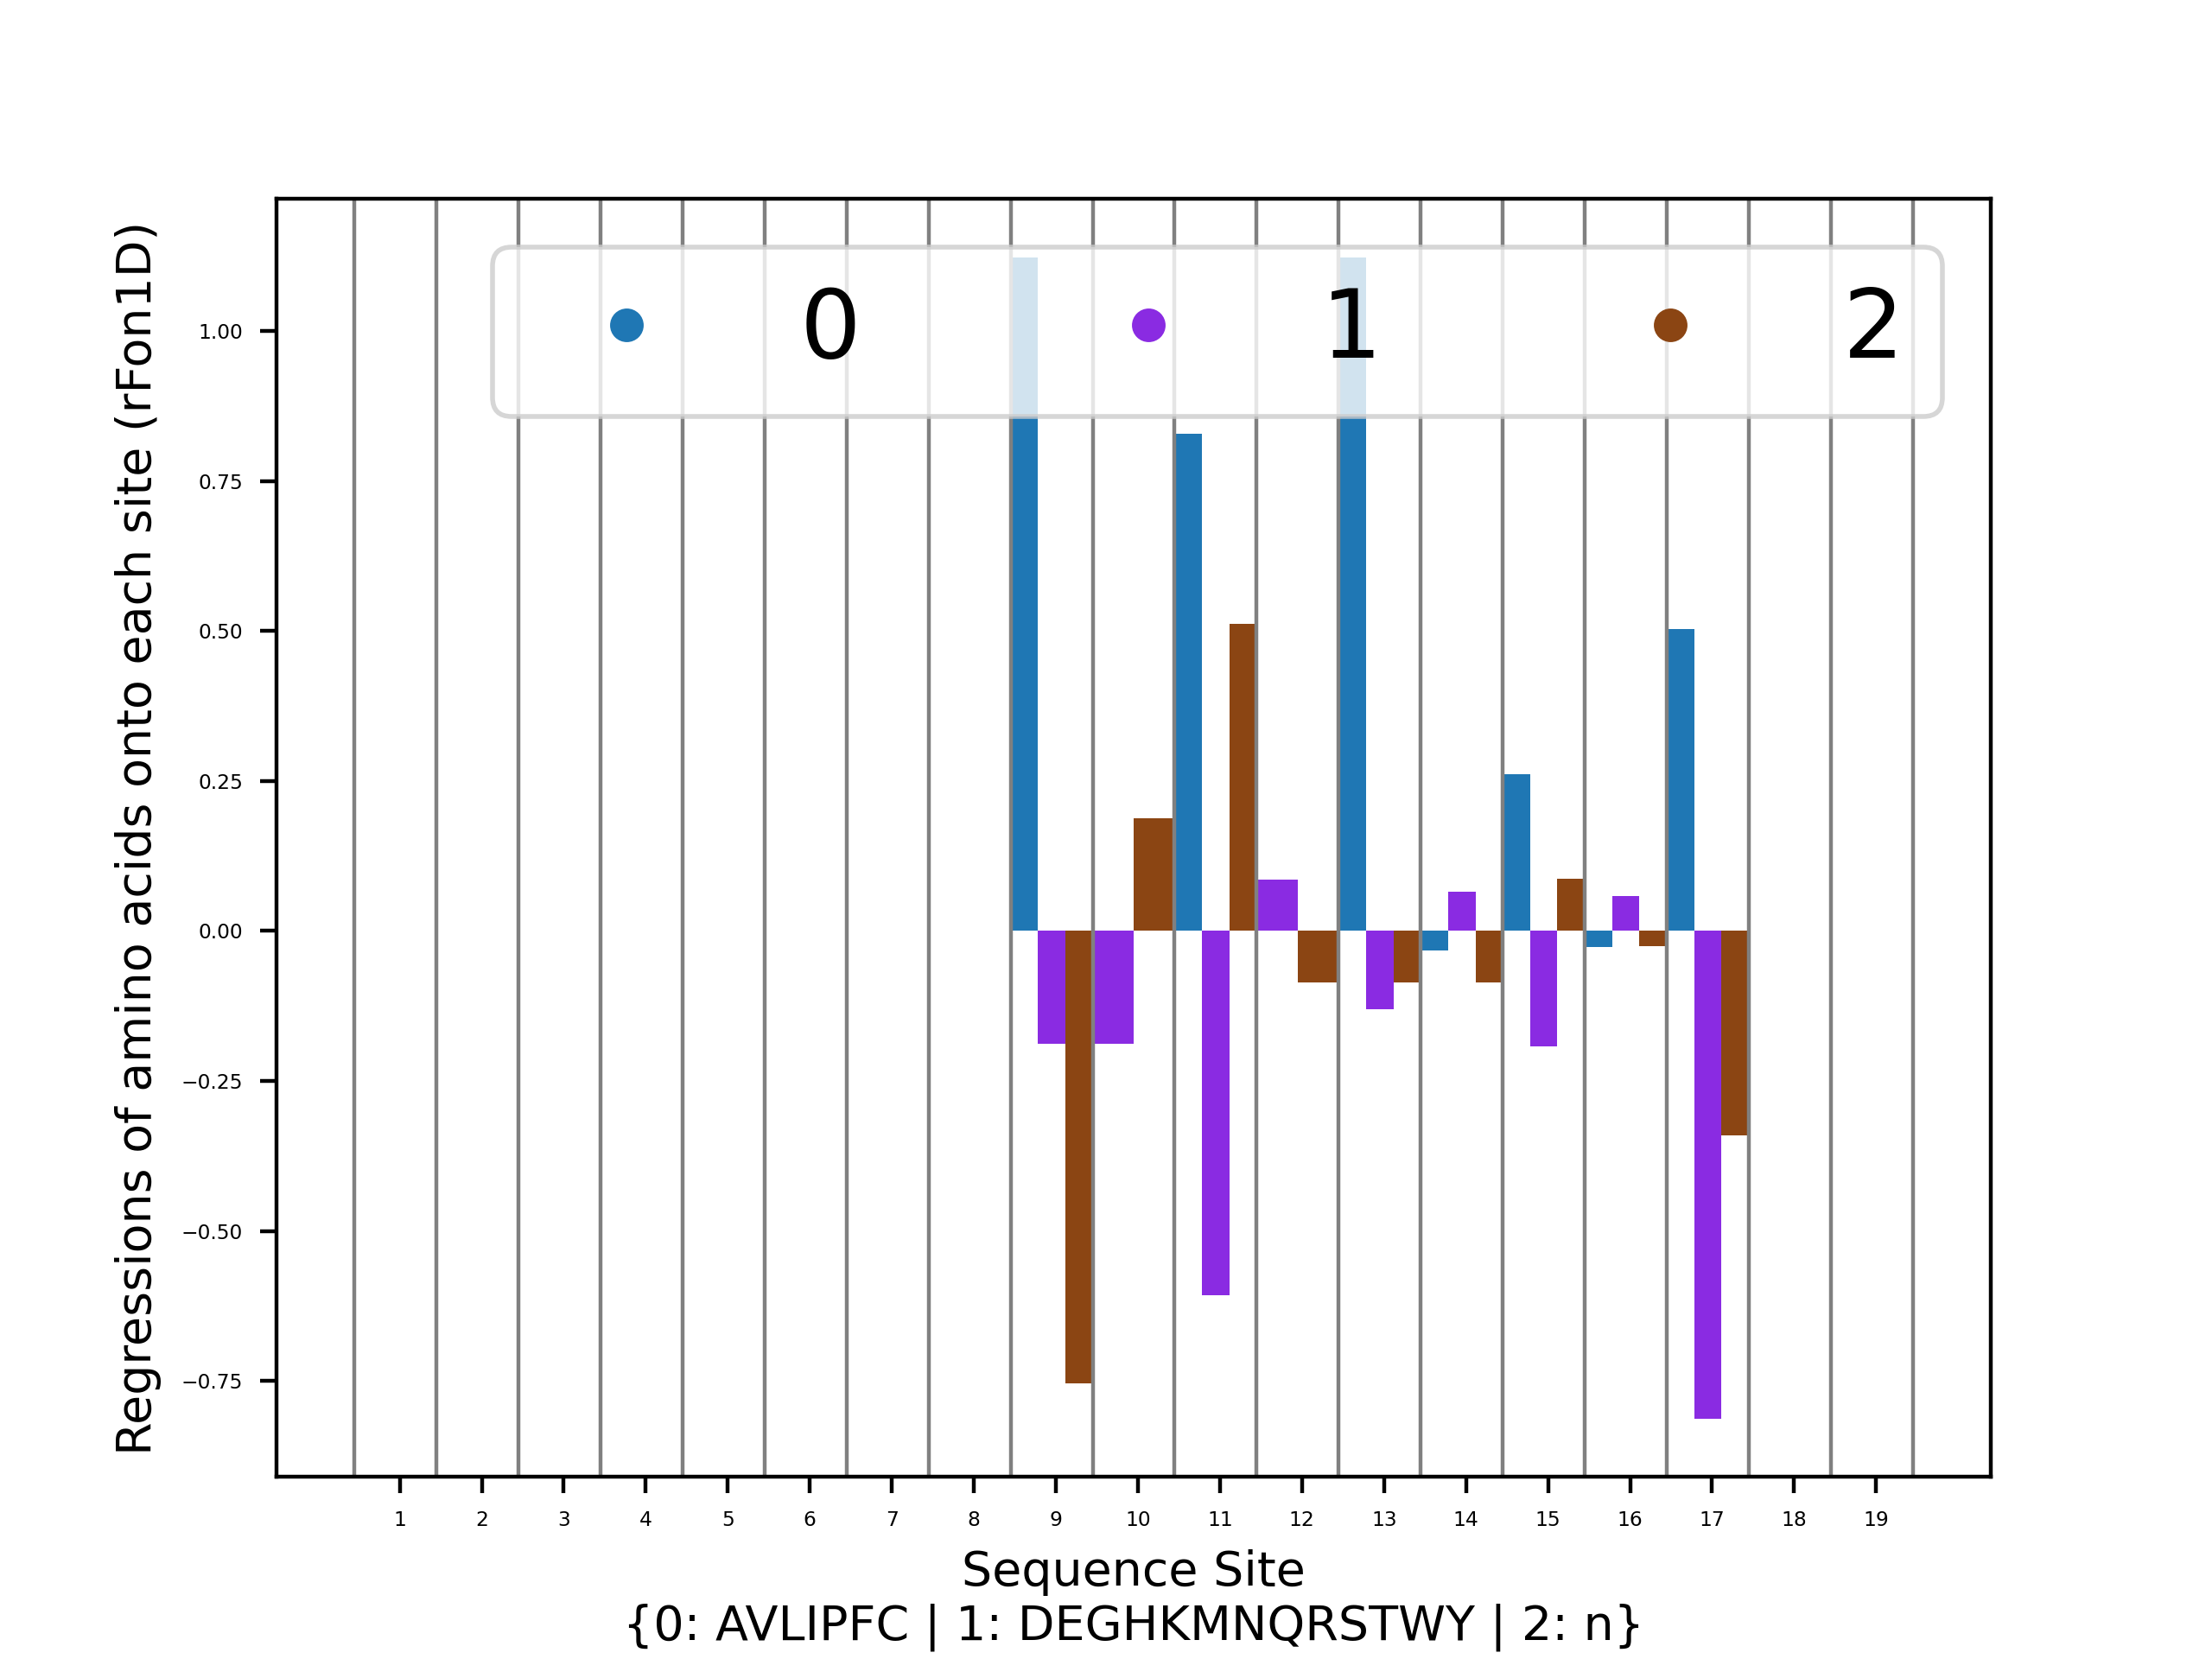 Regressions of amino acids onto each site (rFon1D)
1.00
0.75
0.50
0.25
0.00
−0.25
−0.50
−0.75
0 1 2
1 2 3 4 5 6 7 8 9 10 11 12 13 14 15 16 17 18 19
Sequence Site
{0: AVLIPFC | 1: DEGHKMNQRSTWY | 2: n}